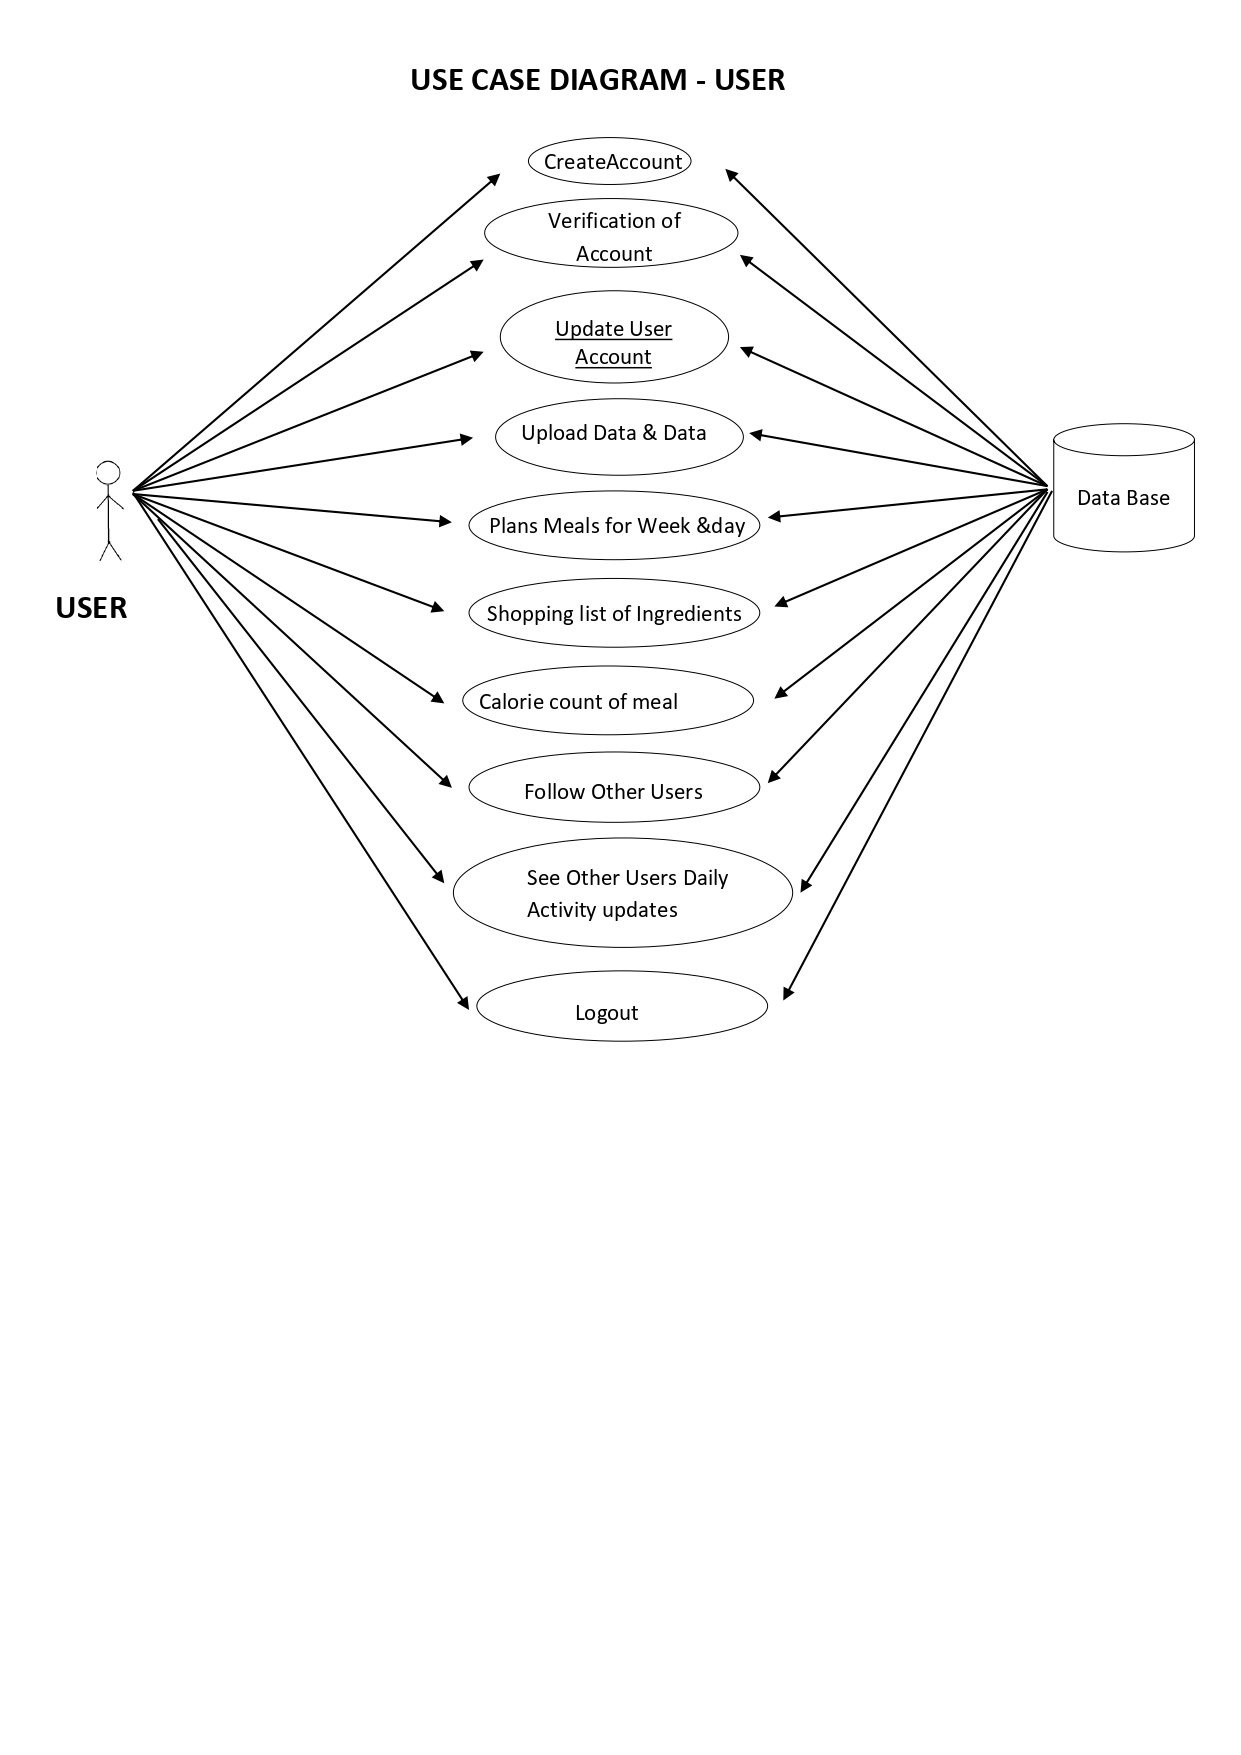 USE CASE DIAGRAM - USER
CreateAccount
Verification of
Account
Update User
Account
Upload Data & Data
Plans Meals for Week &day
Data Base
USER
Shopping list of Ingredients
Calorie count of meal
Follow Other Users
See Other Users Daily
Activity updates
Logout